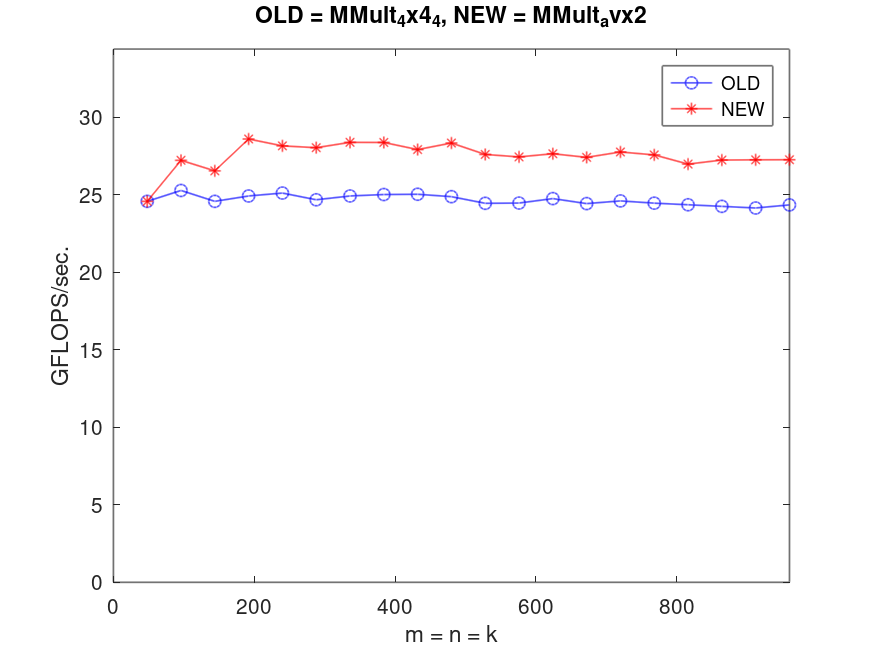 OLD = MMult₄x4₄, NEW = MMultₐvx2
OLD
NEW
30
25
20
15
10
5
0
GFLOPS/sec.
0 200 400 600 800
m = n = k